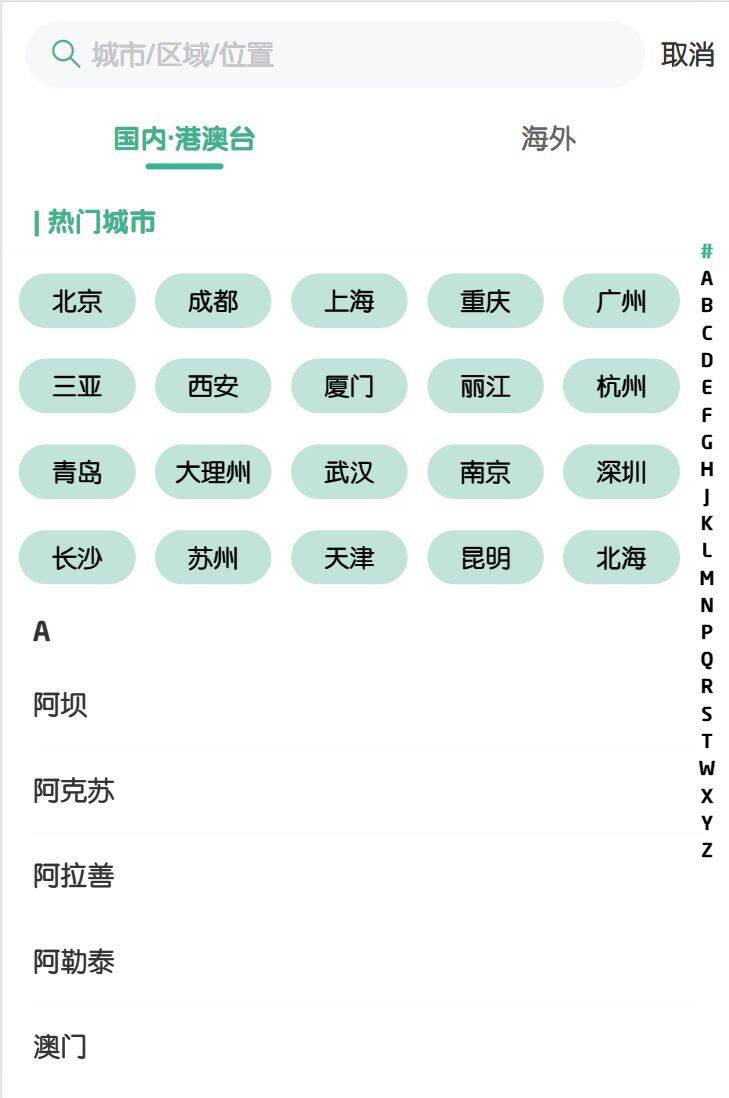 城市/区域/位置 取消
国内·港澳台 海外
热门城市
北京 成都 上海 重庆 广州
三亚 西安 厦门 丽江 杭州
青岛 大理州 武汉 南京 深圳
长沙 苏州 天津 昆明 北海
A
阿坝
阿克苏
阿拉善
阿勒泰
澳门
#
A
B
C
D
E
F
G
H
J
K
L
M
N
P
Q
R
S
T
W
X
Y
Z